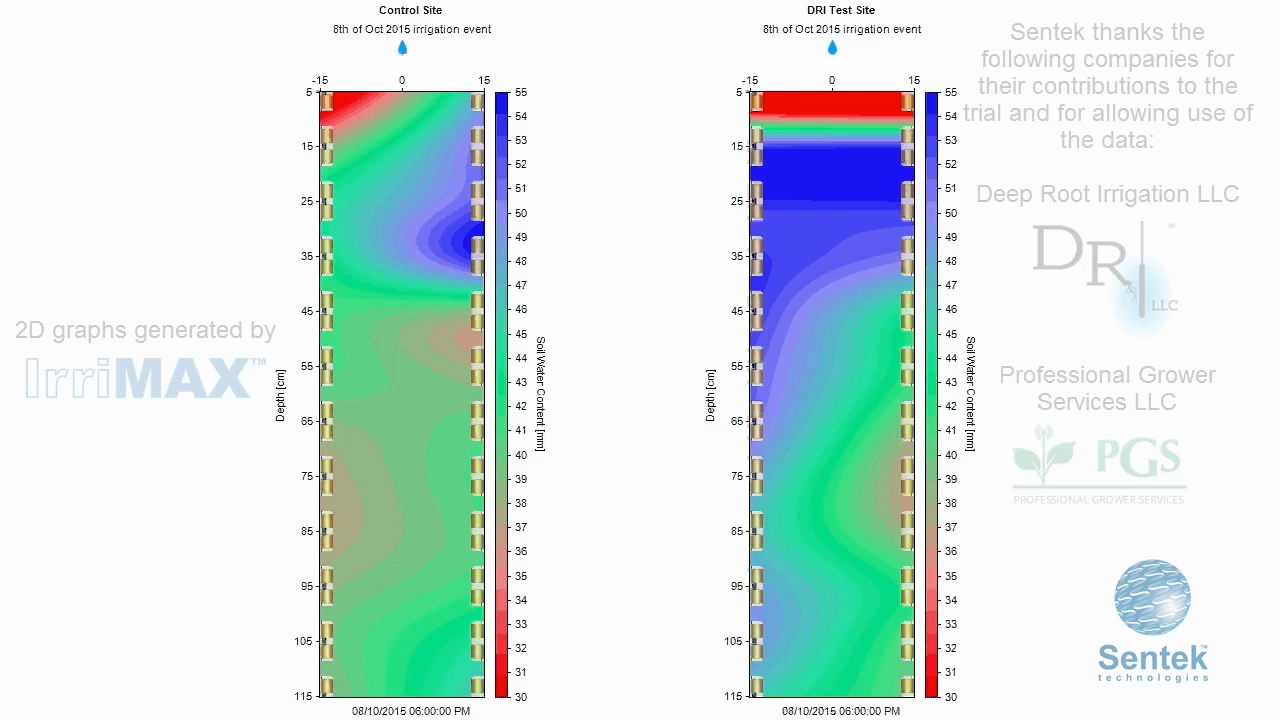 Control Site
8th of Oct 2015 irrigation event
-15 0 15
5
15
25
35
45
55
65
75
85
95
105
115
Depth [cm]
55
54
53
52
51
50
49
48
47
46
45
44
43
42
41
40
39
38
37
36
35
34
33
32
31
30
Soil Water Content [mm]
08/10/2015 06:00:00 PM
DRI Test Site
8th of Oct 2015 irrigation event
-15 0 15
5
15
25
35
45
55
65
75
85
95
105
115
Depth [cm]
55
54
53
52
51
50
49
48
47
46
45
44
43
42
41
40
39
38
37
36
35
34
33
32
31
30
Soil Water Content [mm]
08/10/2015 06:00:00 PM
2D graphs generated by
IrriMAX™
Sentek thanks the
following companies for
their contributions to the
trial and for allowing use of
the data:
Deep Root Irrigation LLC
DRI
LLC
Professional Grower
Services LLC
PGS
PROFESSIONAL GROWER SERVICES
Sentek™
technologies